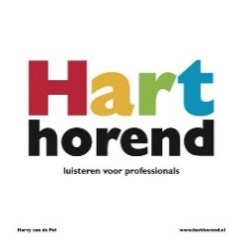 Hart
horend
luisteren voor professionals
Harry van de Pol www.harthorend.nl